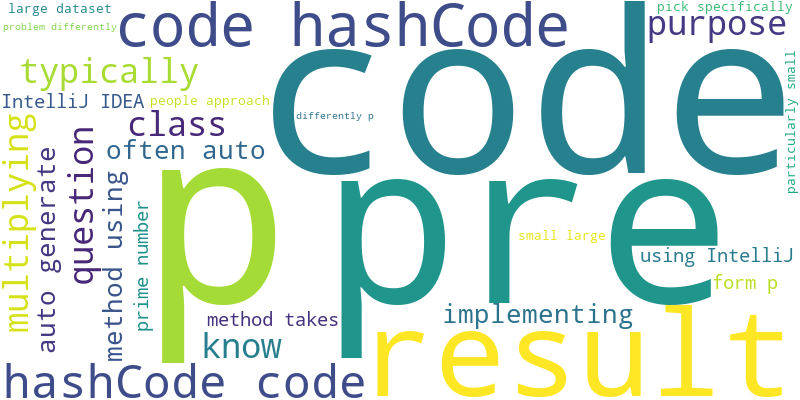 large dataset
problem differently
code hashCode
pick specifically
purpose
typically
code
IntelliJ IDEA
people approach
class
differently p
particularly small
multiplying
auto generate
question
often auto
method using
prime number
p
pre
small large
using IntelliJ
form p
method takes
implementing
know
result
hashCode code